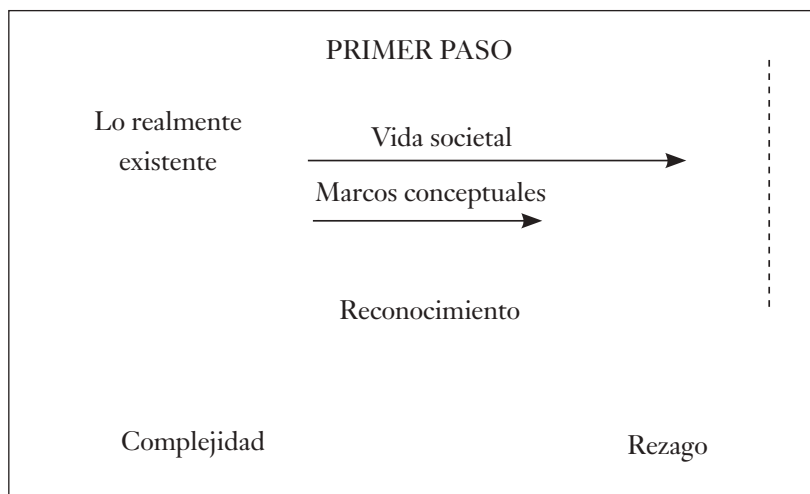 PRIMER PASO
Lo realmente
existente
Vida societal
Marcos conceptuales
Reconocimiento
Complejidad
Rezago